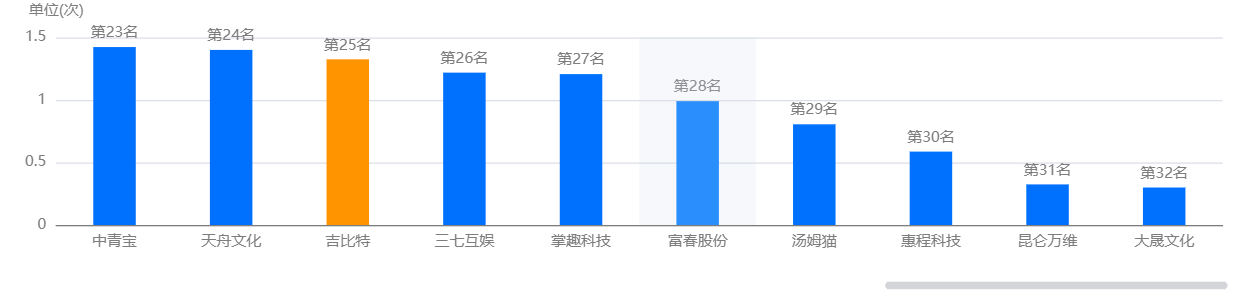 单位(次)
1.5
1
0.5
0
第23名
第24名
第25名
第26名
第27名
第28名
第29名
第30名
第31名
第32名
中青宝
天舟文化
吉比特
三七互娱
掌趣科技
富春股份
汤姆猫
惠程科技
昆仑万维
大晟文化